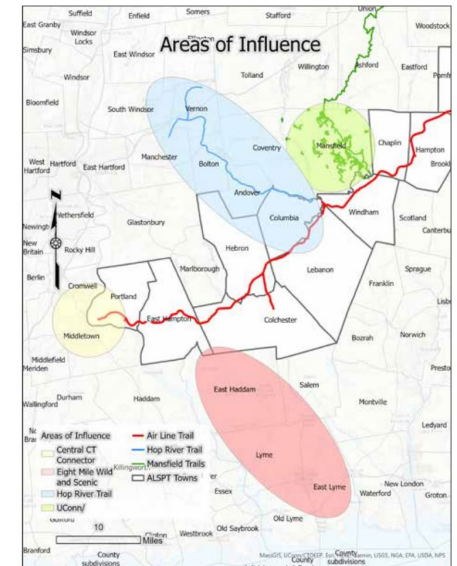 Areas of Influence
Suffield
Enfield
Somers
Stafford
Union
Woodstock
East Granby
Windsor
Locks
Simsbury
East Windsor
Willington
Ashford
Eastford
Windsor
Tolland
Bloomfield
South Windsor
Vernon
Mansfield
Chaplin
Hampton
Coventry
Manchester
West Hartford
East Hartford
Bolton
Andover
Wethersfield
Glastonbury
Columbia
Windham
Scotland
New
Britain
Rocky Hill
Hebron
Berlin
Marlborough
Lebanon
Sprague
Franklin
Cromwell
Portland
East Hampton
Colchester
Middletown
Bozrah
Norwich
Middlefield
Meriden
East Haddam
Salem
Montville
Durham
Haddam
Wallingford
Ledyard
Lyme
East Lyme
Waterford
New London
Groton
Essex
Old Lyme
Old Saybrook
Westbrook
Clinton
Branford
County
subdivisions
County
subdivisions
Areas of Influence
Central CT
Connector
Eight Mile Wild
and Scenic
Hop River Trail
UConn/
Air Line Trail
Hop River Trail
Mansfield Trails
ALSPT Towns
10
Miles